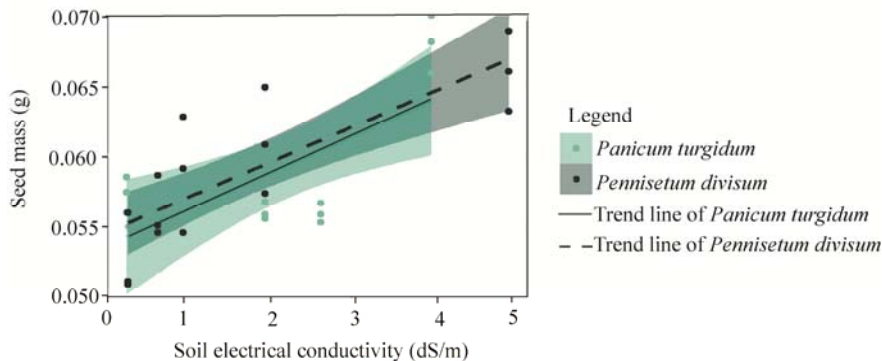 0.070
0.065
0.060
0.055
0.050
Seed mass (g)
0 1 2 3 4 5
Soil electrical conductivity (dS/m)
Legend
Panicum turgidum
Pennisetum divisum
Trend line of Panicum turgidum
Trend line of Pennisetum divisum